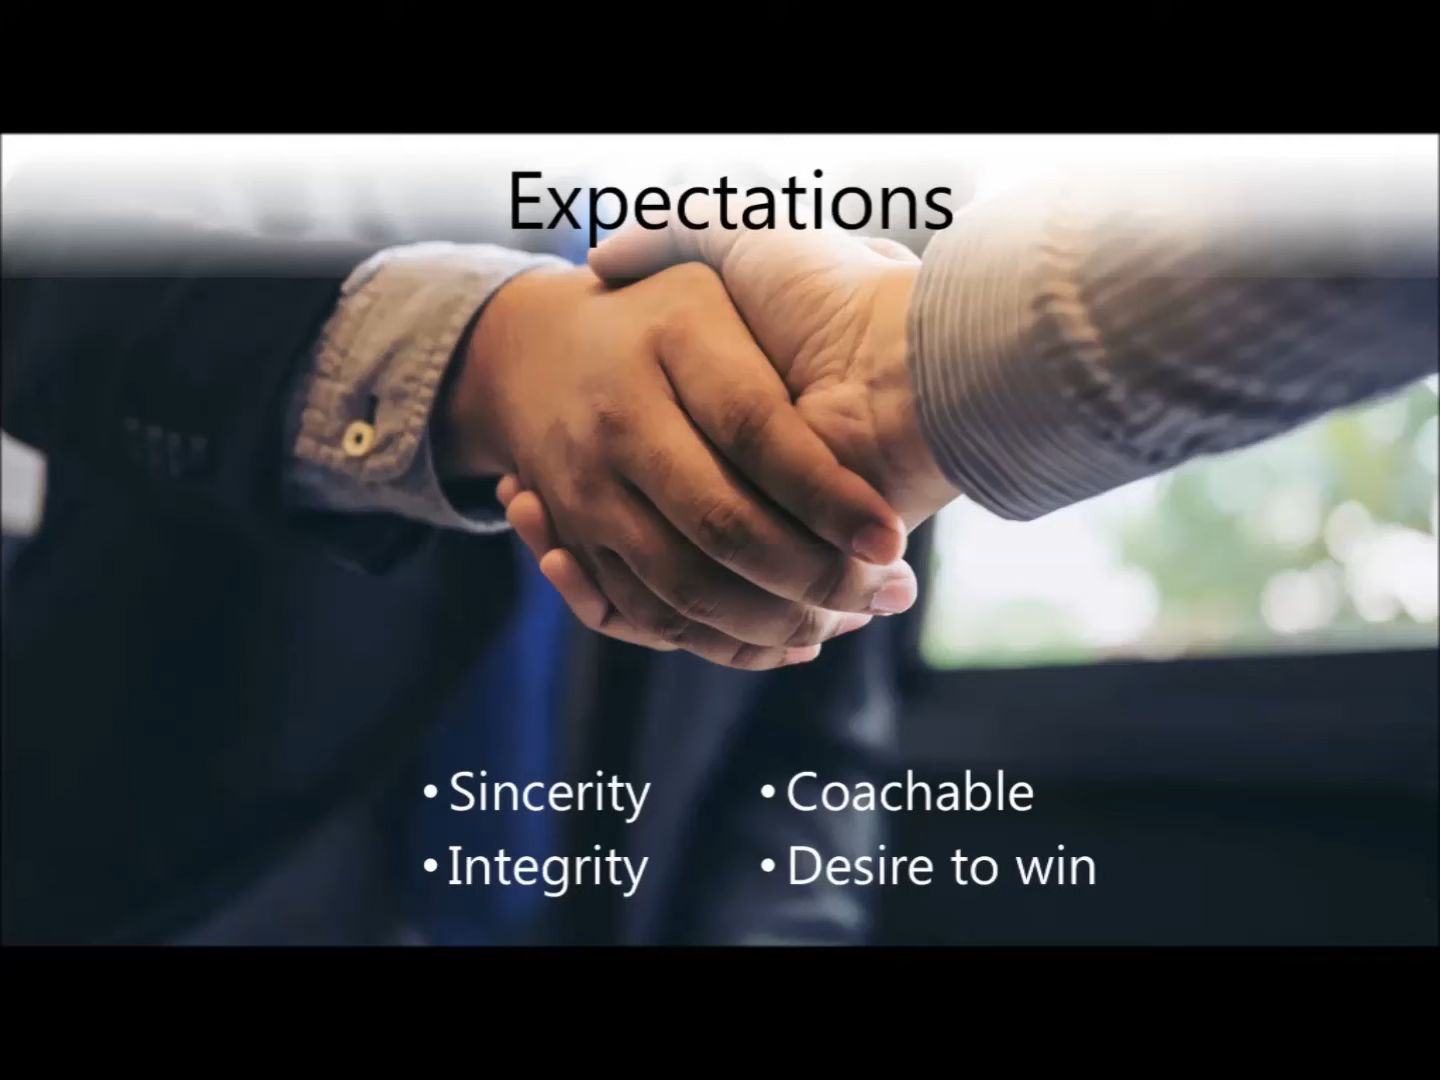 Expectations
• Sincerity
• Integrity
• Coachable
• Desire to win